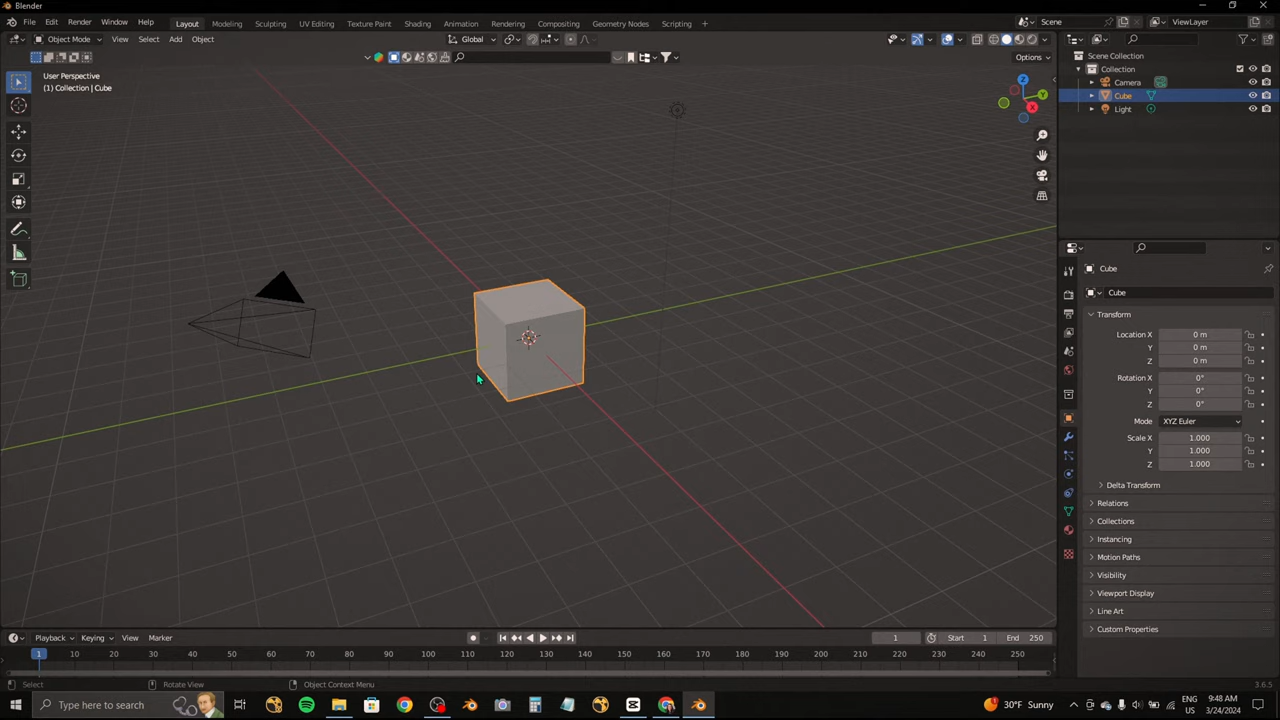 Blender
File Edit Render Window Help Layout Modeling Sculpting UV Editing Texture Paint Shading Animation Rendering Compositing Geometry Nodes Scripting + Scene ViewLayer
Object Mode View Select Add Object Global
Options
User Perspective
(1) Collection | Cube
Z
Y
X
Scene Collection
Collection
Camera
Cube
Light
Cube
Cube
Transform
Location X 0 m
Y 0 m
Z 0 m
Rotation X 0°
Y 0°
Z 0°
Mode XYZ Euler
Scale X 1.000
Y 1.000
Z 1.000
Delta Transform
Relations
Collections
Instancing
Motion Paths
Visibility
Viewport Display
Line Art
Custom Properties
Playback Keying View Marker 1 Start 1 End 250
1 10 20 30 40 50 60 70 80 90 100 110 120 130 140 150 160 170 180 190 200 210 220 230 240 250
Select Rotate View Object Context Menu 3.6.5
Type here to search 30°F Sunny ENG US 9:48 AM 3/24/2024